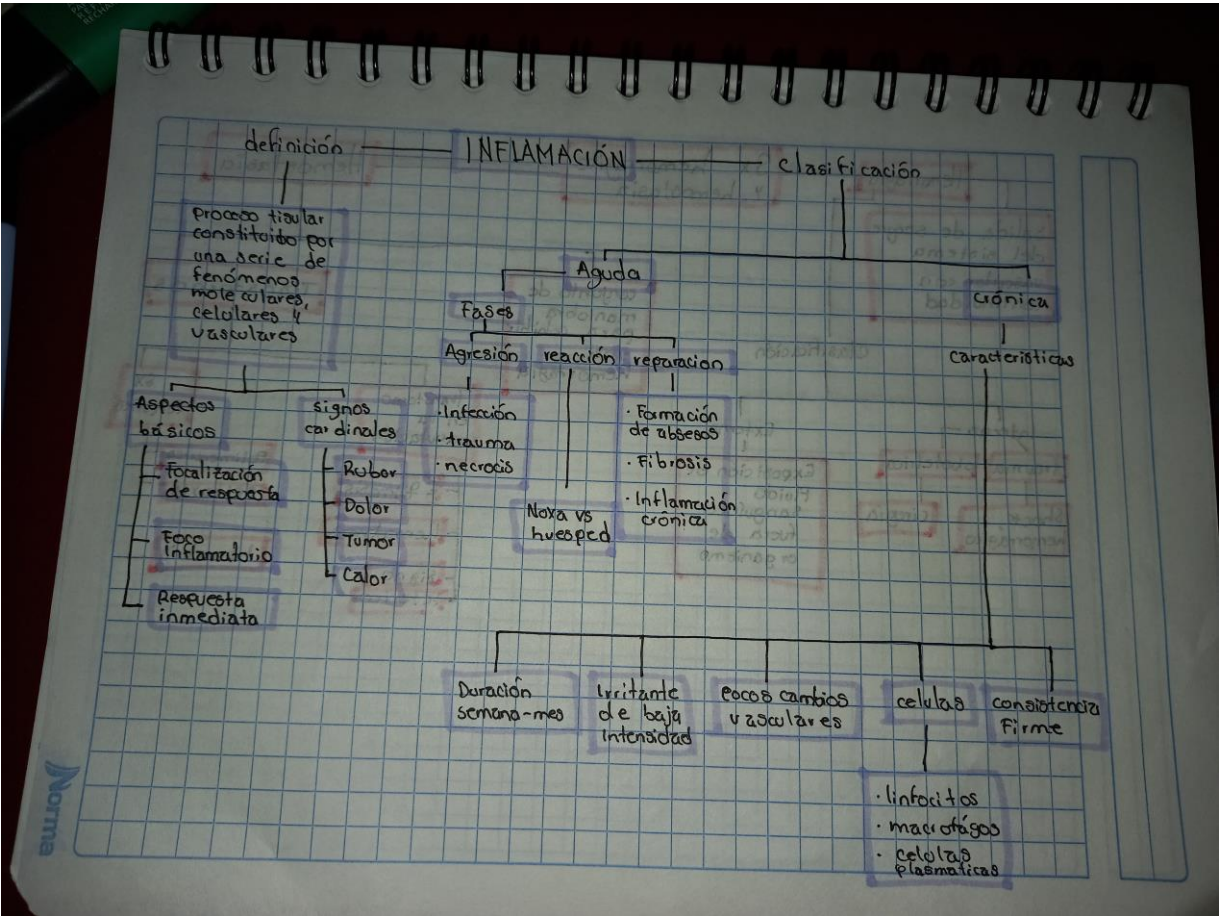 definición INFLAMACIÓN Clasificación
proceso tisular
constituido por
una serie de
fenómenos
moleculares,
celulares y
vasculares
Aspectos
básicos
Focalización
de respuesta
Foco
Inflamatorio
Respuesta
inmediata
signos
cardinales
Rubor
Dolor
Tumor
Calor
Aguda
Fases
Agresión
·Infección
·trauma
·necrocis
reacción
Noxa vs
huesped
reparacion
·Formación
de absesos
·Fibrosis
·Inflamación
crónica
crónica
caracteristicas
Duración
semana-mes
Irritante
de baja
intensidad
Pocos cambios
vasculares
celulas
·linfocitos
·macrofágos
·celulas
plasmaticas
consistencia
Firme
Norma